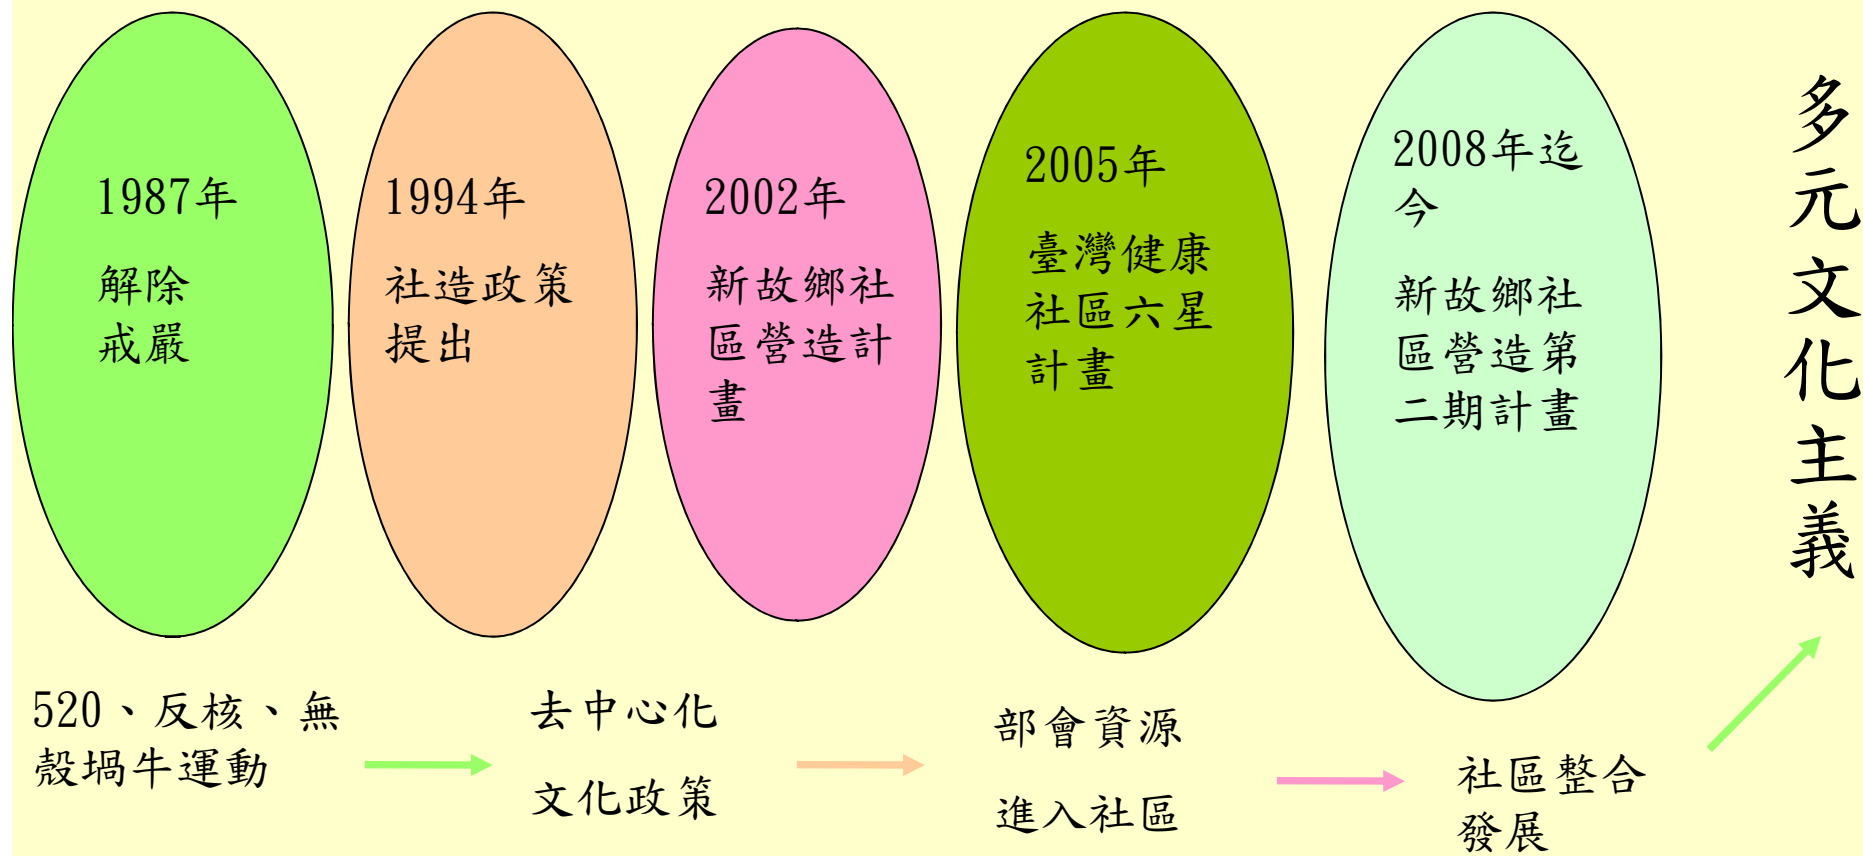 1987年
解除
戒嚴
1994年
社造政策
提出
2002年
新故鄉社
區營造計
畫
2005年
臺灣健康
社區六星
計畫
2008年迄
今
新故鄉社
區營造第
二期計畫
多元文化主義
520、反核、無
殼堝牛運動
去中心化
文化政策
部會資源
進入社區
社區整合
發展